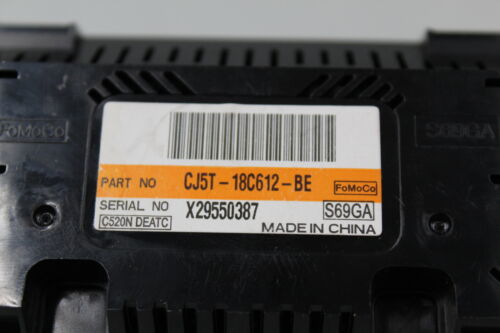 FoMoCo
S69GA
PART NO CJ5T-18C612-BE FoMoCo
SERIAL NO X29550387 S69GA
C520N DEATC MADE IN CHINA